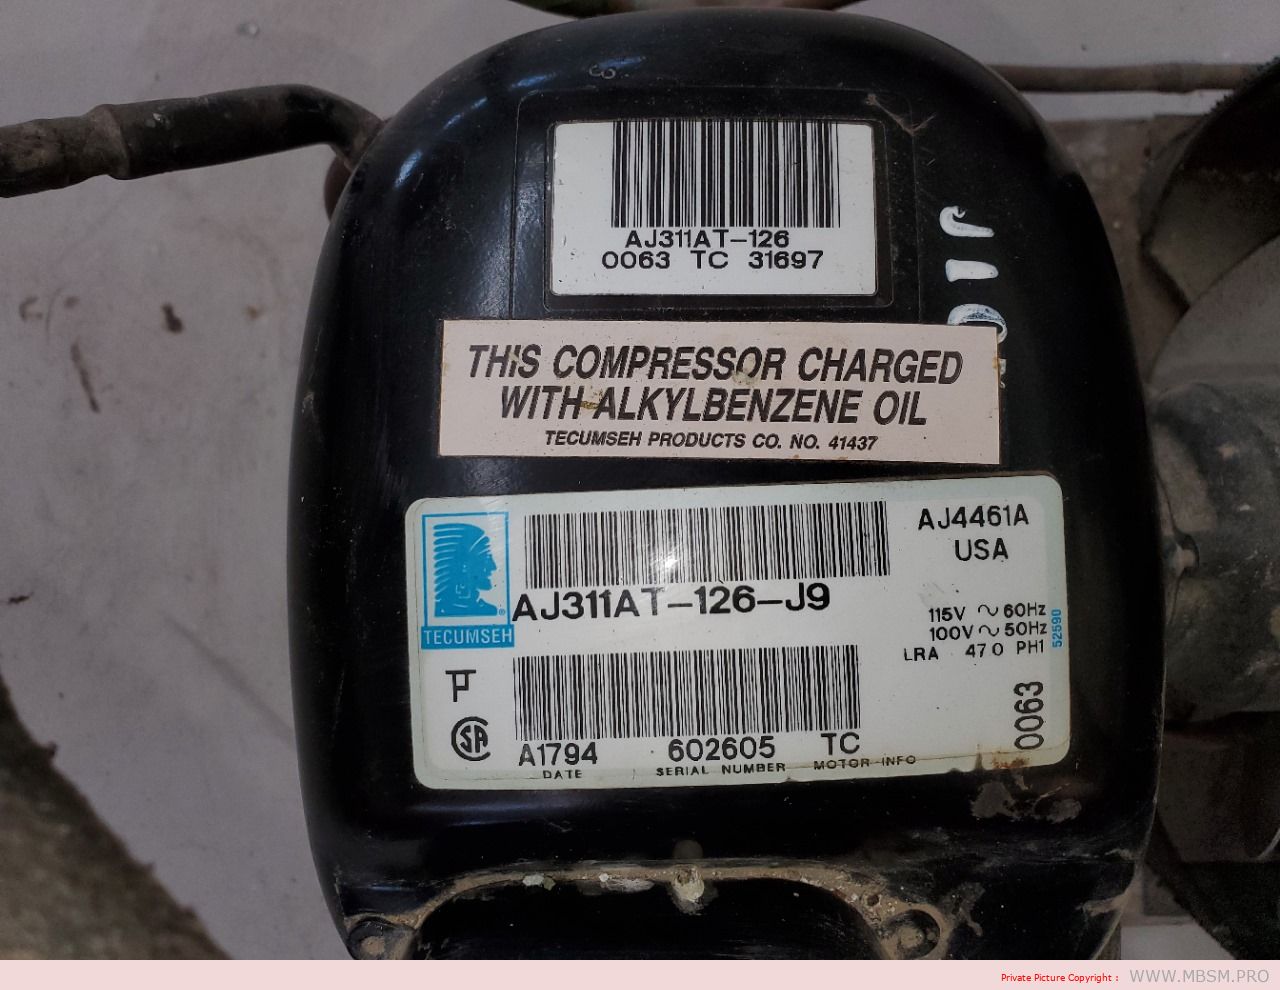 AJ311AT-126
0063 TC 31697
THIS COMPRESSOR CHARGED
WITH ALKYLBENZENE OIL
TECUMSEH PRODUCTS CO. NO. 41437
AJ4461A
USA
AJ311AT-126-J9
TECUMSEH
115V ~ 60Hz
100V ~ 50Hz
LRA 47.0 PH1
52590
0063
A1794 602605 TC
DATE SERIAL NUMBER MOTOR INFO
Private Picture Copyright : WWW.MBSM.PRO